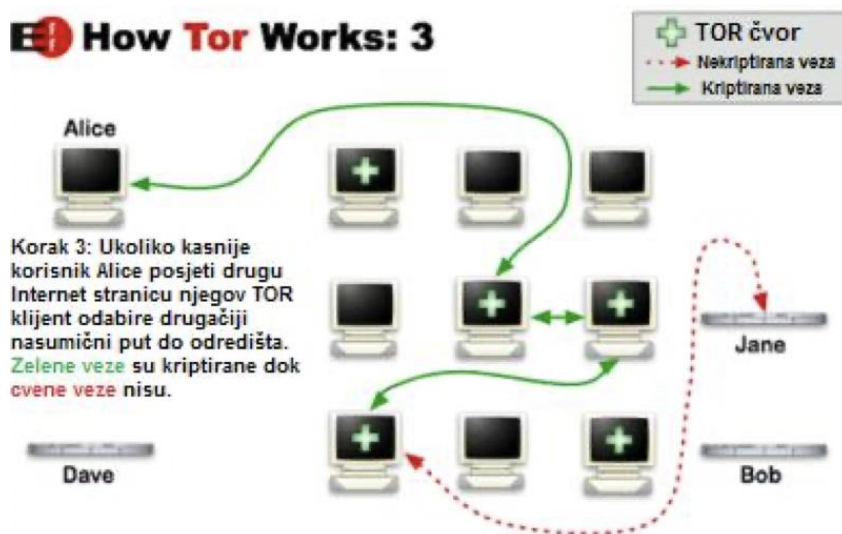 EFF How Tor Works: 3
TOR čvor
Nekriptirana veza
Kriptirana veza
Alice
Korak 3: Ukoliko kasnije
korisnik Alice posjeti drugu
Internet stranicu njegov TOR
klijent odabire drugačiji
nasumični put do odredišta.
Zelene veze su kriptirane dok
cvene veze nisu.
Jane
Dave
Bob